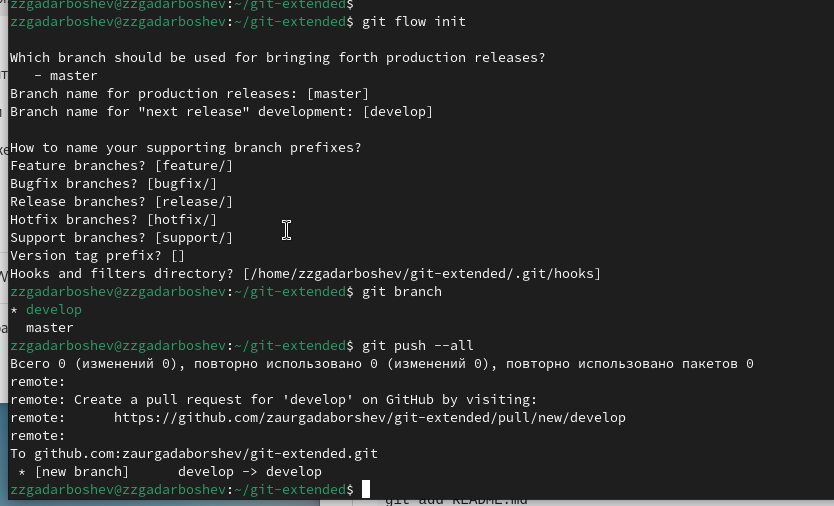 zzgadarboshev@zzgadarboshev:~/git-extended$
zzgadarboshev@zzgadarboshev:~/git-extended$ git flow init
Which branch should be used for bringing forth production releases?
   - master
Branch name for production releases: [master]
Branch name for "next release" development: [develop]
How to name your supporting branch prefixes?
Feature branches? [feature/]
Bugfix branches? [bugfix/]
Release branches? [release/]
Hotfix branches? [hotfix/]
Support branches? [support/]
Version tag prefix? []
Hooks and filters directory? [/home/zzgadarboshev/git-extended/.git/hooks]
zzgadarboshev@zzgadarboshev:~/git-extended$ git branch
* develop
  master
zzgadarboshev@zzgadarboshev:~/git-extended$ git push --all
Всего 0 (изменений 0), повторно использовано 0 (изменений 0), повторно использовано пакетов 0
remote:
remote: Create a pull request for 'develop' on GitHub by visiting:
remote:      https://github.com/zaurgadaborshev/git-extended/pull/new/develop
remote:
To github.com:zaurgadaborshev/git-extended.git
 * [new branch]      develop -> develop
zzgadarboshev@zzgadarboshev:~/git-extended$
git add README.md